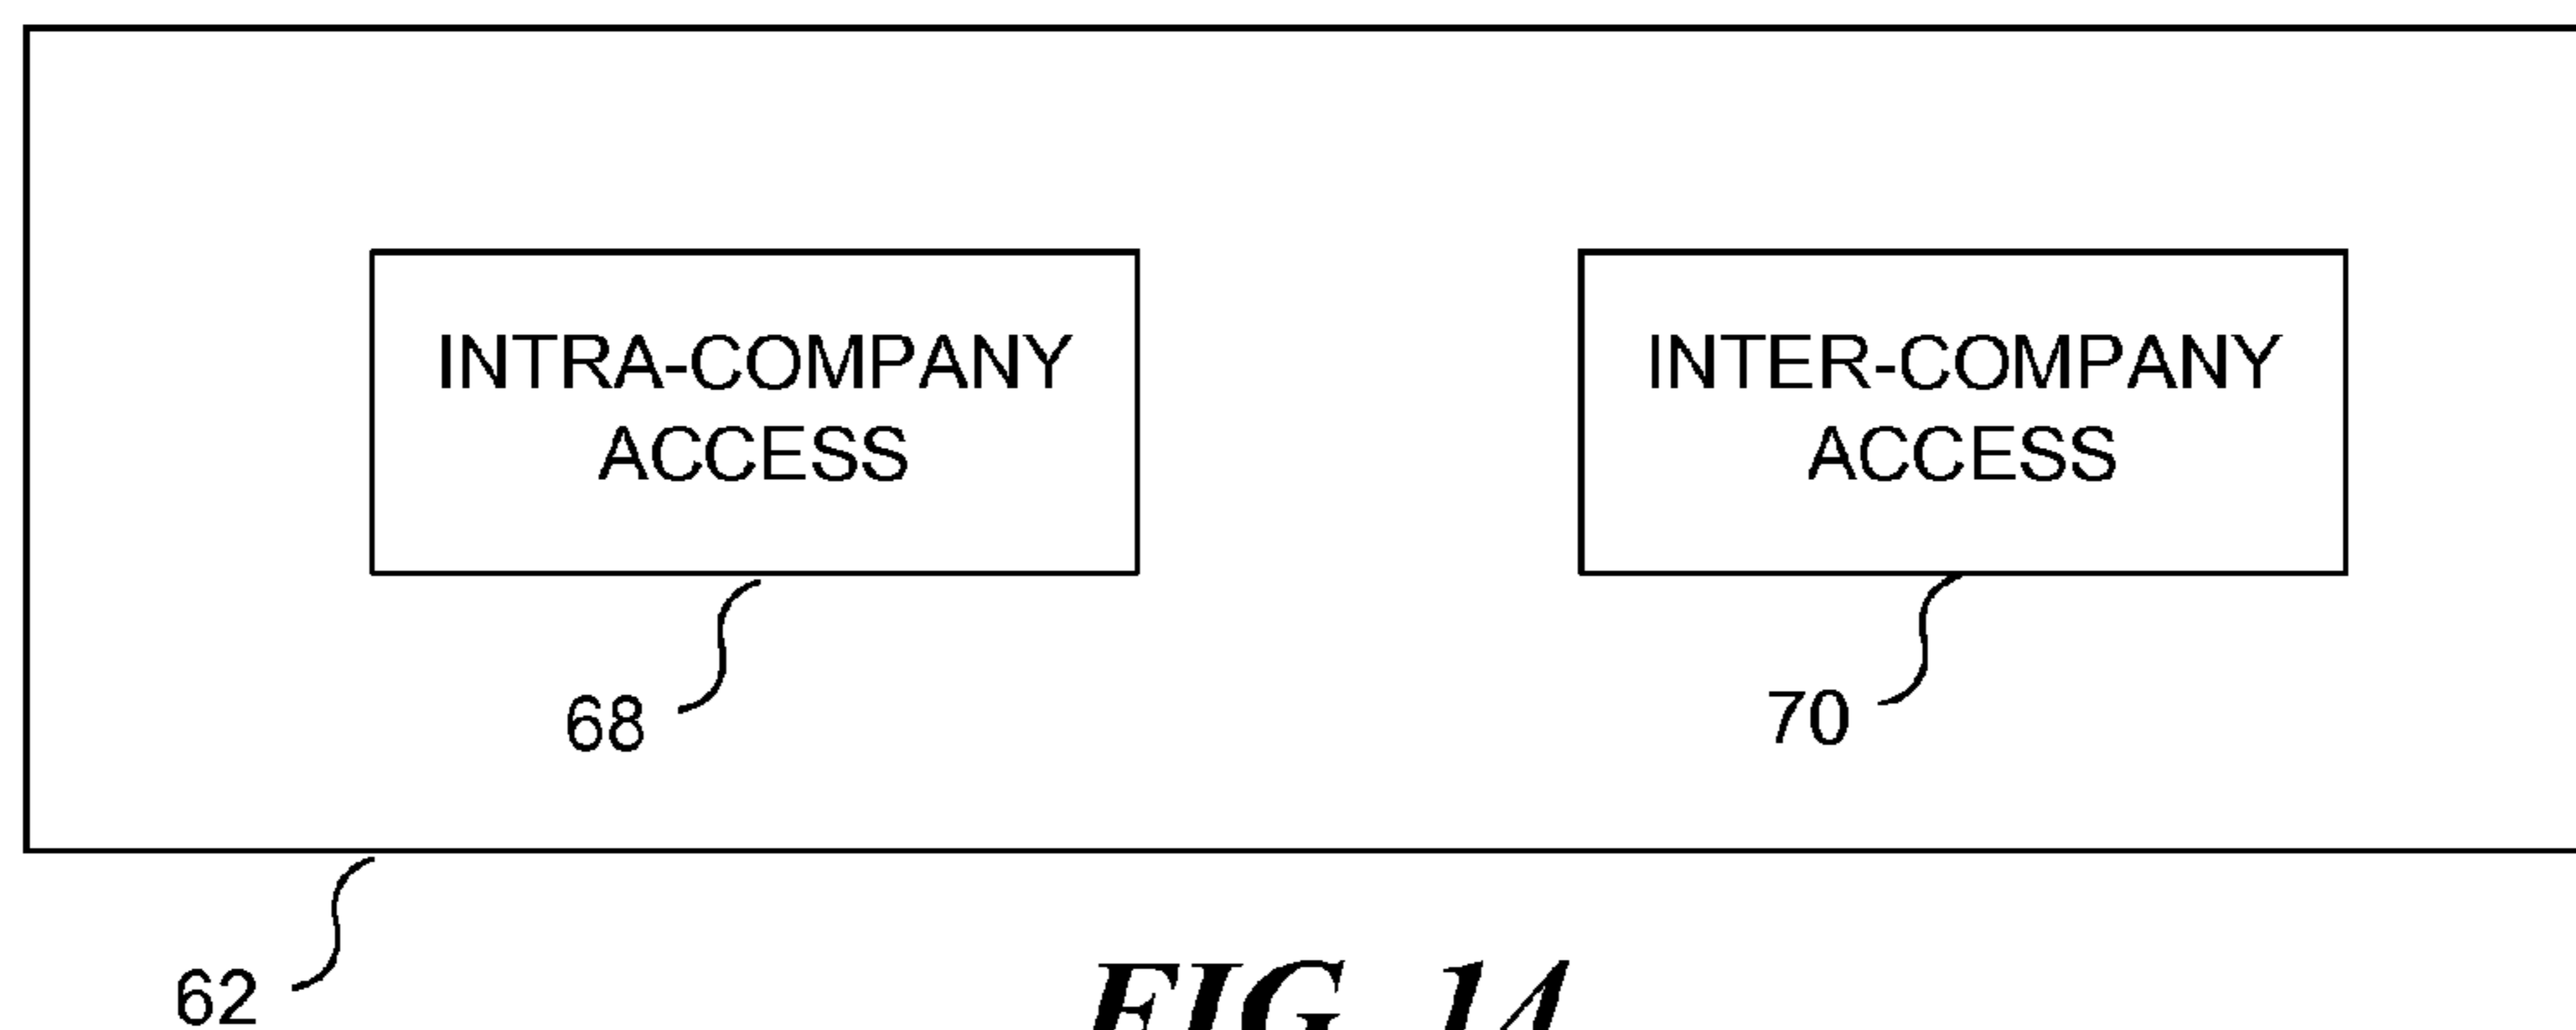 INTRA-COMPANY
ACCESS
INTER-COMPANY
ACCESS
68
70
62
FIG. 14